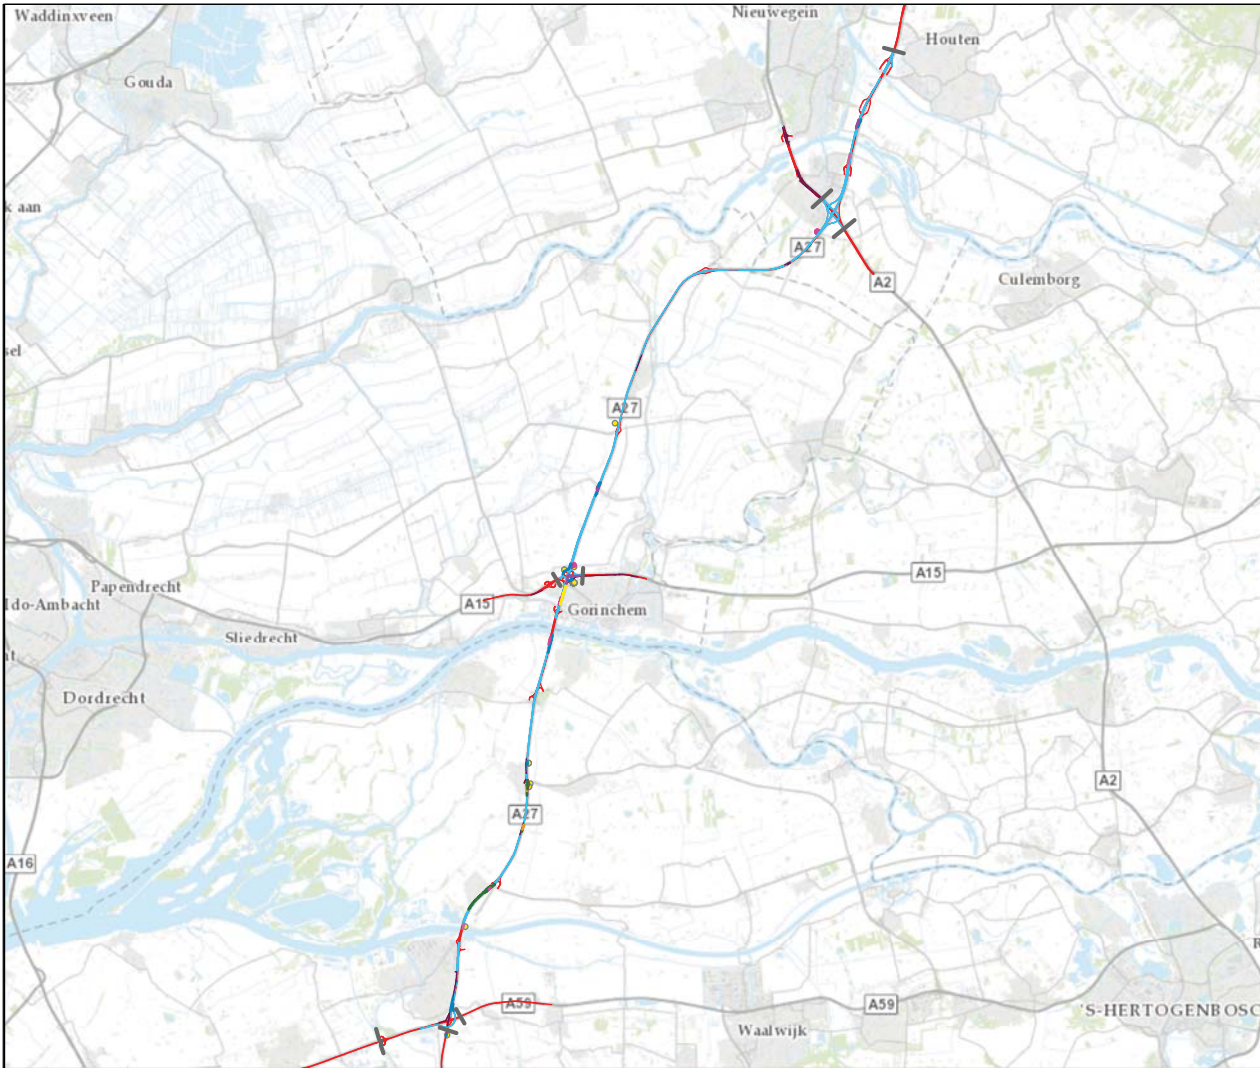 Waddinxveen
Nieuwegein
Houten
Gouda
k aan
A27
Culemborg
A2
sel
A27
A15
Papendrecht
A15
ldo-Ambacht
Gorinchem
Sliedrecht
Dordrecht
A2
A27
A16
A59
A59
'S-HERTOGENBOSC
Waalwijk